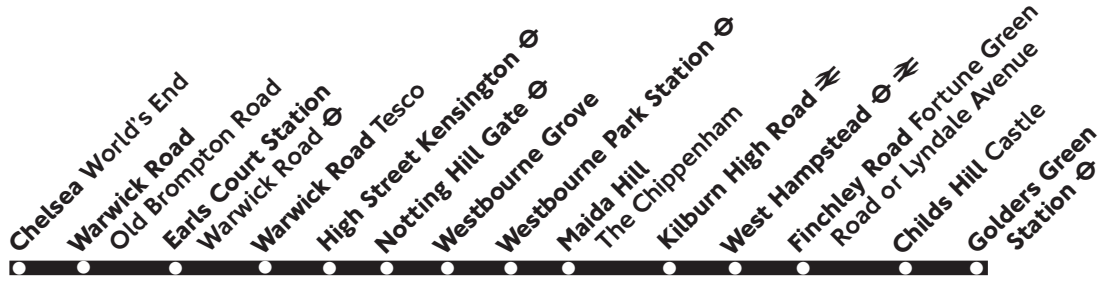 Chelsea World's End
Warwick Road
Old Brompton Road
Earls Court Station
Warwick Road
Warwick Road Tesco
High Street Kensington
Notting Hill Gate
Westbourne Grove
Westbourne Park Station
Maida Hill
The Chippenham
Kilburn High Road
West Hampstead
Finchley Road Fortune Green
Road or Lyndale Avenue
Childs Hill Castle
Golders Green
Station